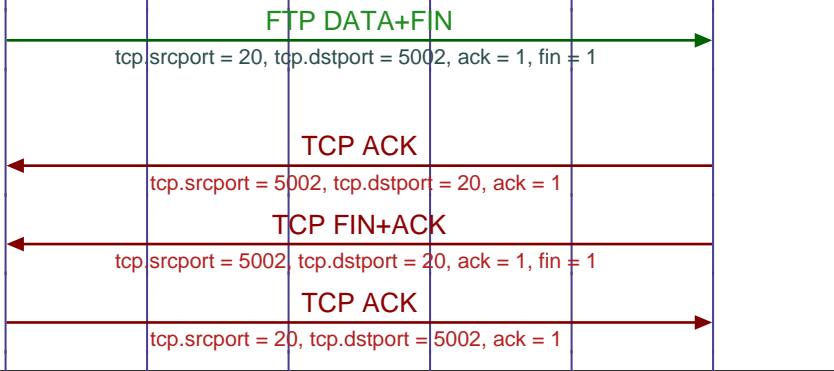 FTP DATA+FIN
tcp.srcport = 20, tcp.dstport = 5002, ack = 1, fin = 1
TCP ACK
tcp.srcport = 5002, tcp.dstport = 20, ack = 1
TCP FIN+ACK
tcp.srcport = 5002, tcp.dstport = 20, ack = 1, fin = 1
TCP ACK
tcp.srcport = 20, tcp.dstport = 5002, ack = 1